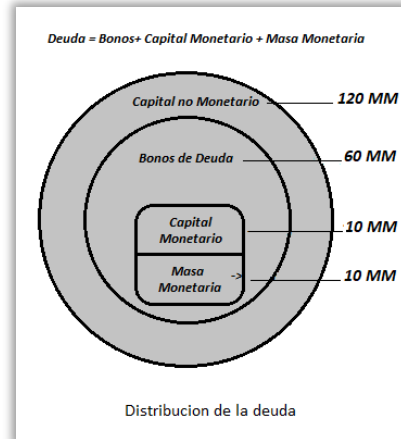 Deuda = Bonos+ Capital Monetario + Masa Monetaria
Capital no Monetario
120 MM
Bonos de Deuda
60 MM
Capital
Monetario
10 MM
Masa
Monetaria
->
10 MM
Distribucion de la deuda